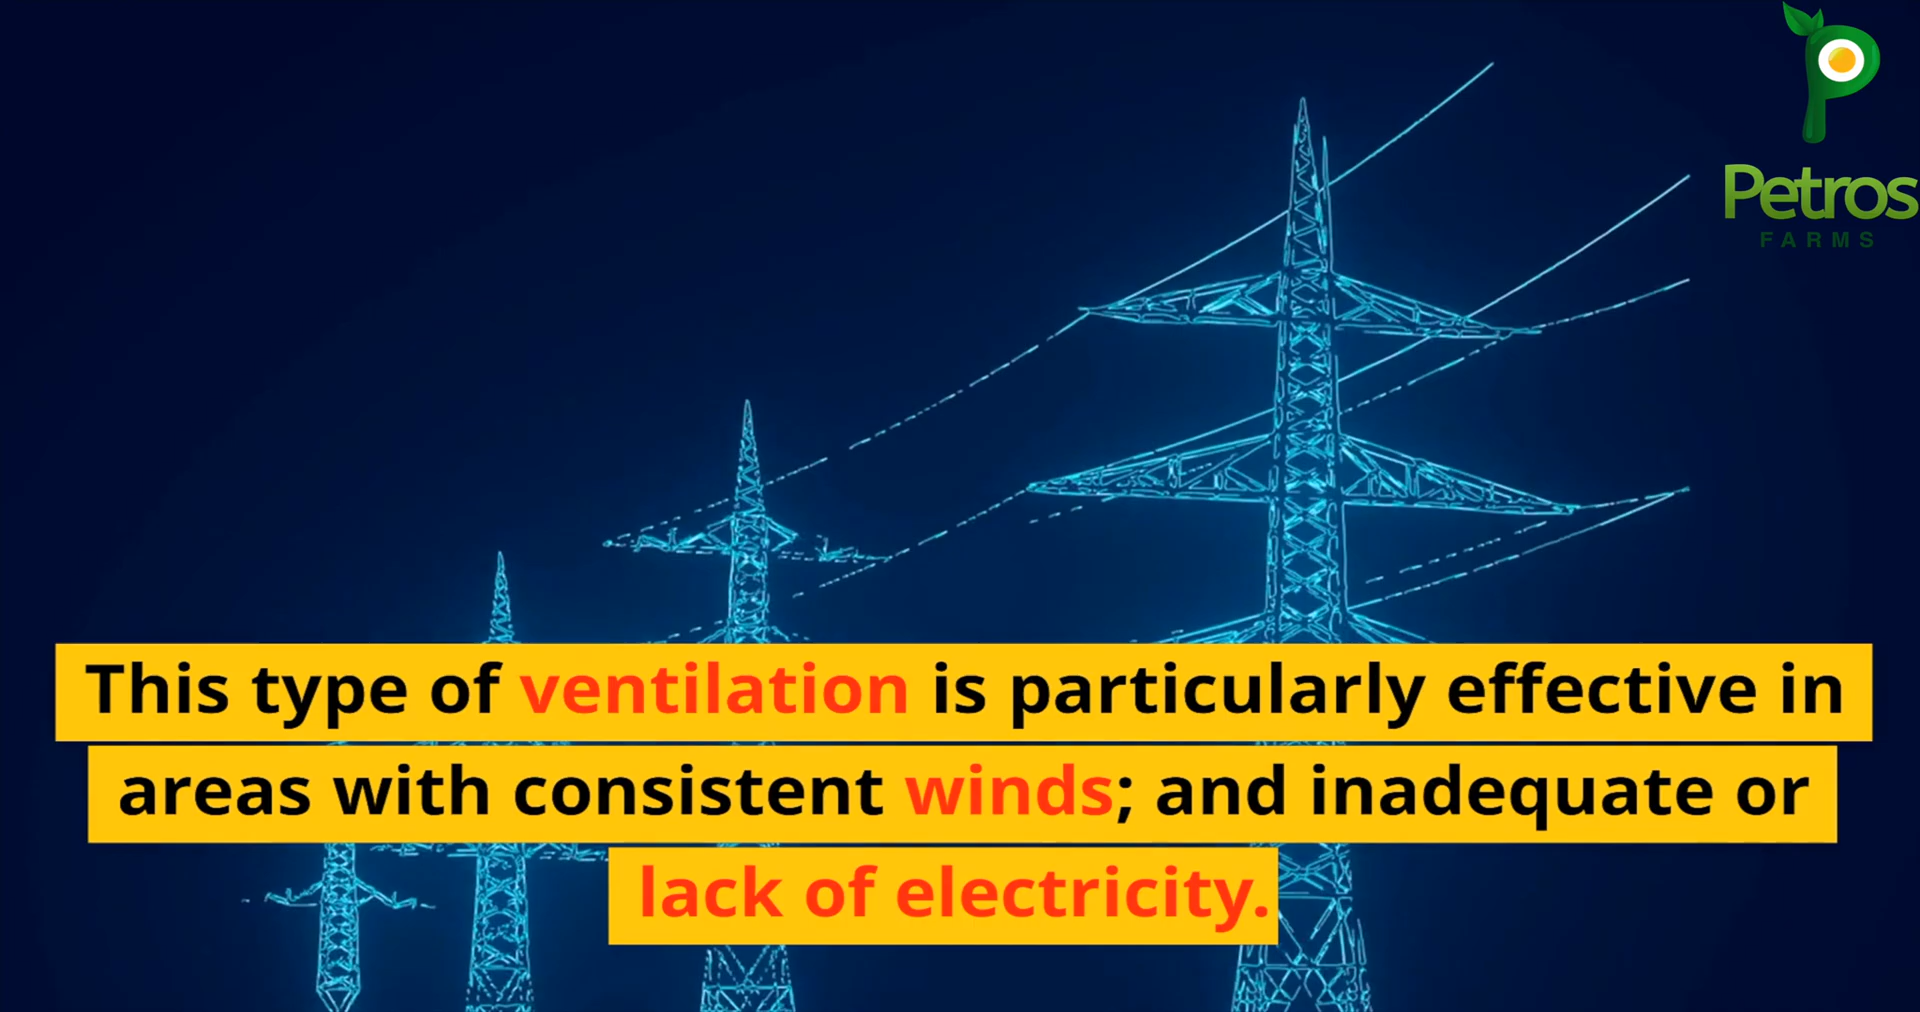 Petros
FARMS
This type of ventilation is particularly effective in
areas with consistent winds; and inadequate or
lack of electricity.